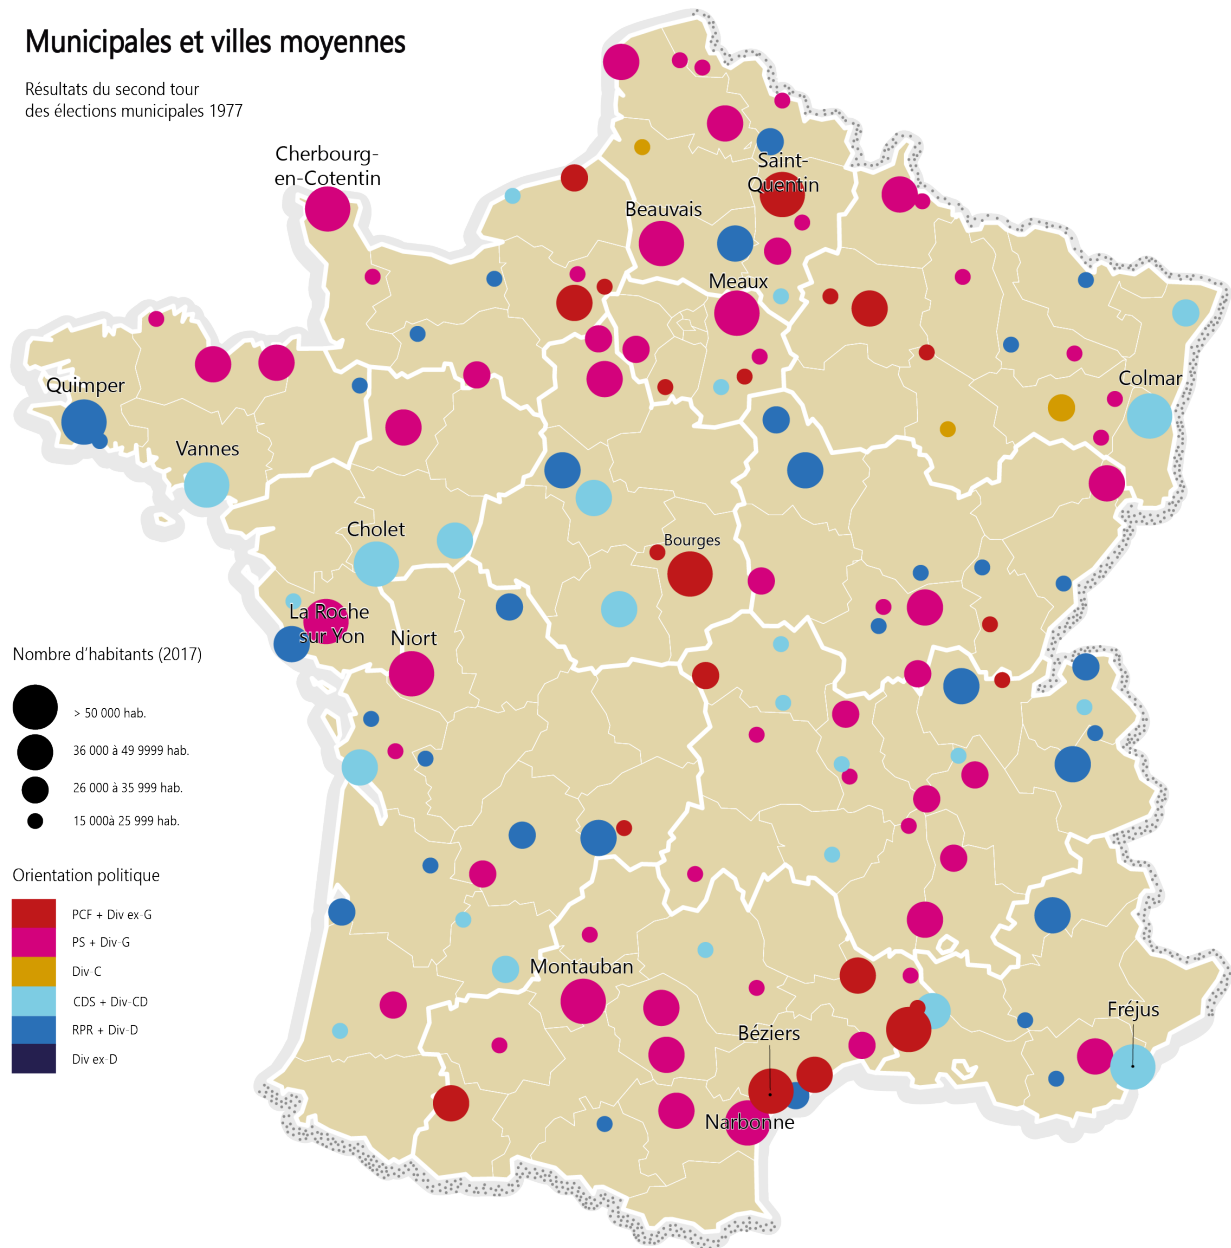 Municipales et villes moyennes
Résultats du second tour
des élections municipales 1977
Cherbourg-
en-Cotentin
Saint-
Quentin
Beauvais
Meaux
Quimper
Colmar
Vannes
Cholet
Bourges
La Roche
sur Yon
Niort
Nombre d'habitants (2017)
> 50 000 hab.
36 000 à 49 9999 hab.
26 000 à 35 999 hab.
15 000à 25 999 hab.
Orientation politique
PCF + Div ex-G
PS + Div-G
Div-C
CDS + Div-CD
RPR + Div-D
Div ex-D
Montauban
Béziers
Fréjus
Narbonne